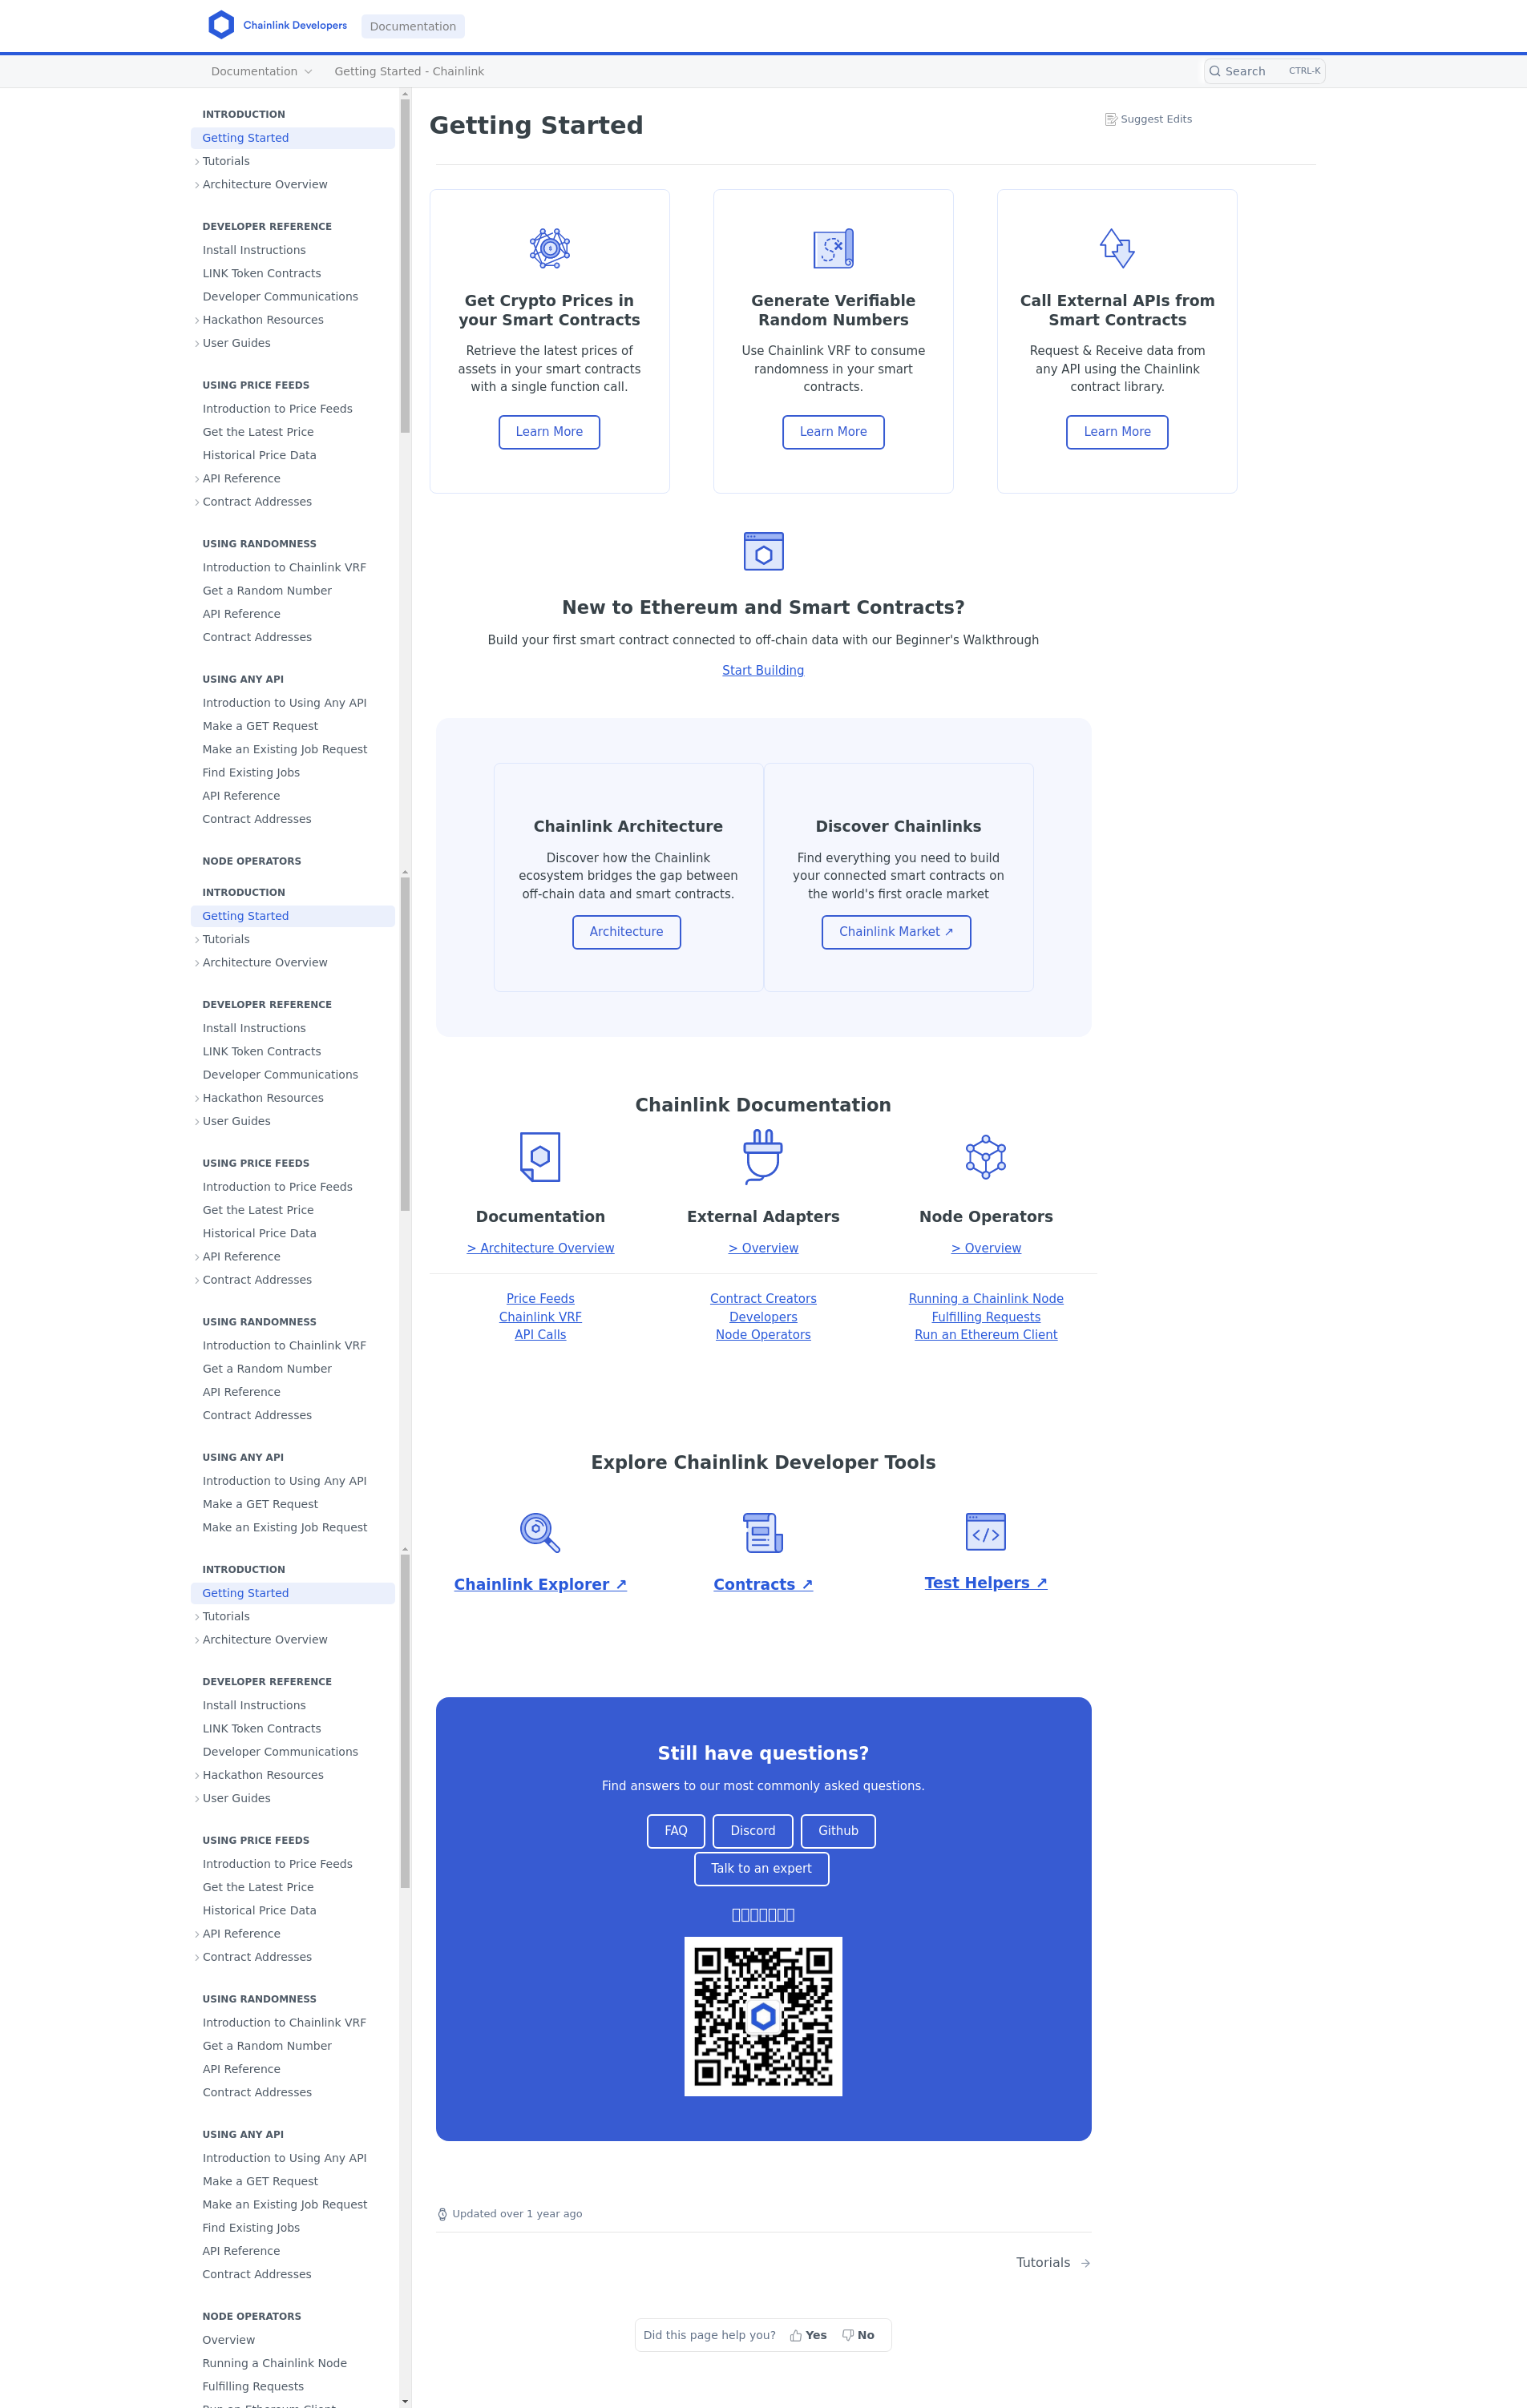 Chainlink Developers
Documentation
Documentation
Getting Started - Chainlink
Search
CTRL-K
INTRODUCTION
Getting Started
Tutorials
Architecture Overview
DEVELOPER REFERENCE
Install Instructions
LINK Token Contracts
Developer Communications
Hackathon Resources
User Guides
USING PRICE FEEDS
Introduction to Price Feeds
Get the Latest Price
Historical Price Data
API Reference
Contract Addresses
USING RANDOMNESS
Introduction to Chainlink VRF
Get a Random Number
API Reference
Contract Addresses
USING ANY API
Introduction to Using Any API
Make a GET Request
Make an Existing Job Request
Find Existing Jobs
API Reference
Contract Addresses
NODE OPERATORS
INTRODUCTION
Getting Started
Tutorials
Architecture Overview
DEVELOPER REFERENCE
Install Instructions
LINK Token Contracts
Developer Communications
Hackathon Resources
User Guides
USING PRICE FEEDS
Introduction to Price Feeds
Get the Latest Price
Historical Price Data
API Reference
Contract Addresses
USING RANDOMNESS
Introduction to Chainlink VRF
Get a Random Number
API Reference
Contract Addresses
USING ANY API
Introduction to Using Any API
Make a GET Request
Make an Existing Job Request
INTRODUCTION
Getting Started
Tutorials
Architecture Overview
DEVELOPER REFERENCE
Install Instructions
LINK Token Contracts
Developer Communications
Hackathon Resources
User Guides
USING PRICE FEEDS
Introduction to Price Feeds
Get the Latest Price
Historical Price Data
API Reference
Contract Addresses
USING RANDOMNESS
Introduction to Chainlink VRF
Get a Random Number
API Reference
Contract Addresses
USING ANY API
Introduction to Using Any API
Make a GET Request
Make an Existing Job Request
Find Existing Jobs
API Reference
Contract Addresses
NODE OPERATORS
Overview
Running a Chainlink Node
Fulfilling Requests
Run an Ethereum Client
Getting Started
Suggest Edits
Get Crypto Prices in
your Smart Contracts
Retrieve the latest prices of
assets in your smart contracts
with a single function call.
Learn More
Generate Verifiable
Random Numbers
Use Chainlink VRF to consume
randomness in your smart
contracts.
Learn More
Call External APIs from
Smart Contracts
Request & Receive data from
any API using the Chainlink
contract library.
Learn More
New to Ethereum and Smart Contracts?
Build your first smart contract connected to off-chain data with our Beginner's Walkthrough
Start Building
Chainlink Architecture
Discover how the Chainlink
ecosystem bridges the gap between
off-chain data and smart contracts.
Architecture
Discover Chainlinks
Find everything you need to build
your connected smart contracts on
the world's first oracle market
Chainlink Market ↗
Chainlink Documentation
Documentation
> Architecture Overview
External Adapters
> Overview
Node Operators
> Overview
Price Feeds
Chainlink VRF
API Calls
Contract Creators
Developers
Node Operators
Running a Chainlink Node
Fulfilling Requests
Run an Ethereum Client
Explore Chainlink Developer Tools
Chainlink Explorer ↗
Contracts ↗
Test Helpers ↗
Still have questions?
Find answers to our most commonly asked questions.
FAQ
Discord
Github
Talk to an expert
Updated over 1 year ago
Tutorials
Did this page help you?
Yes
No